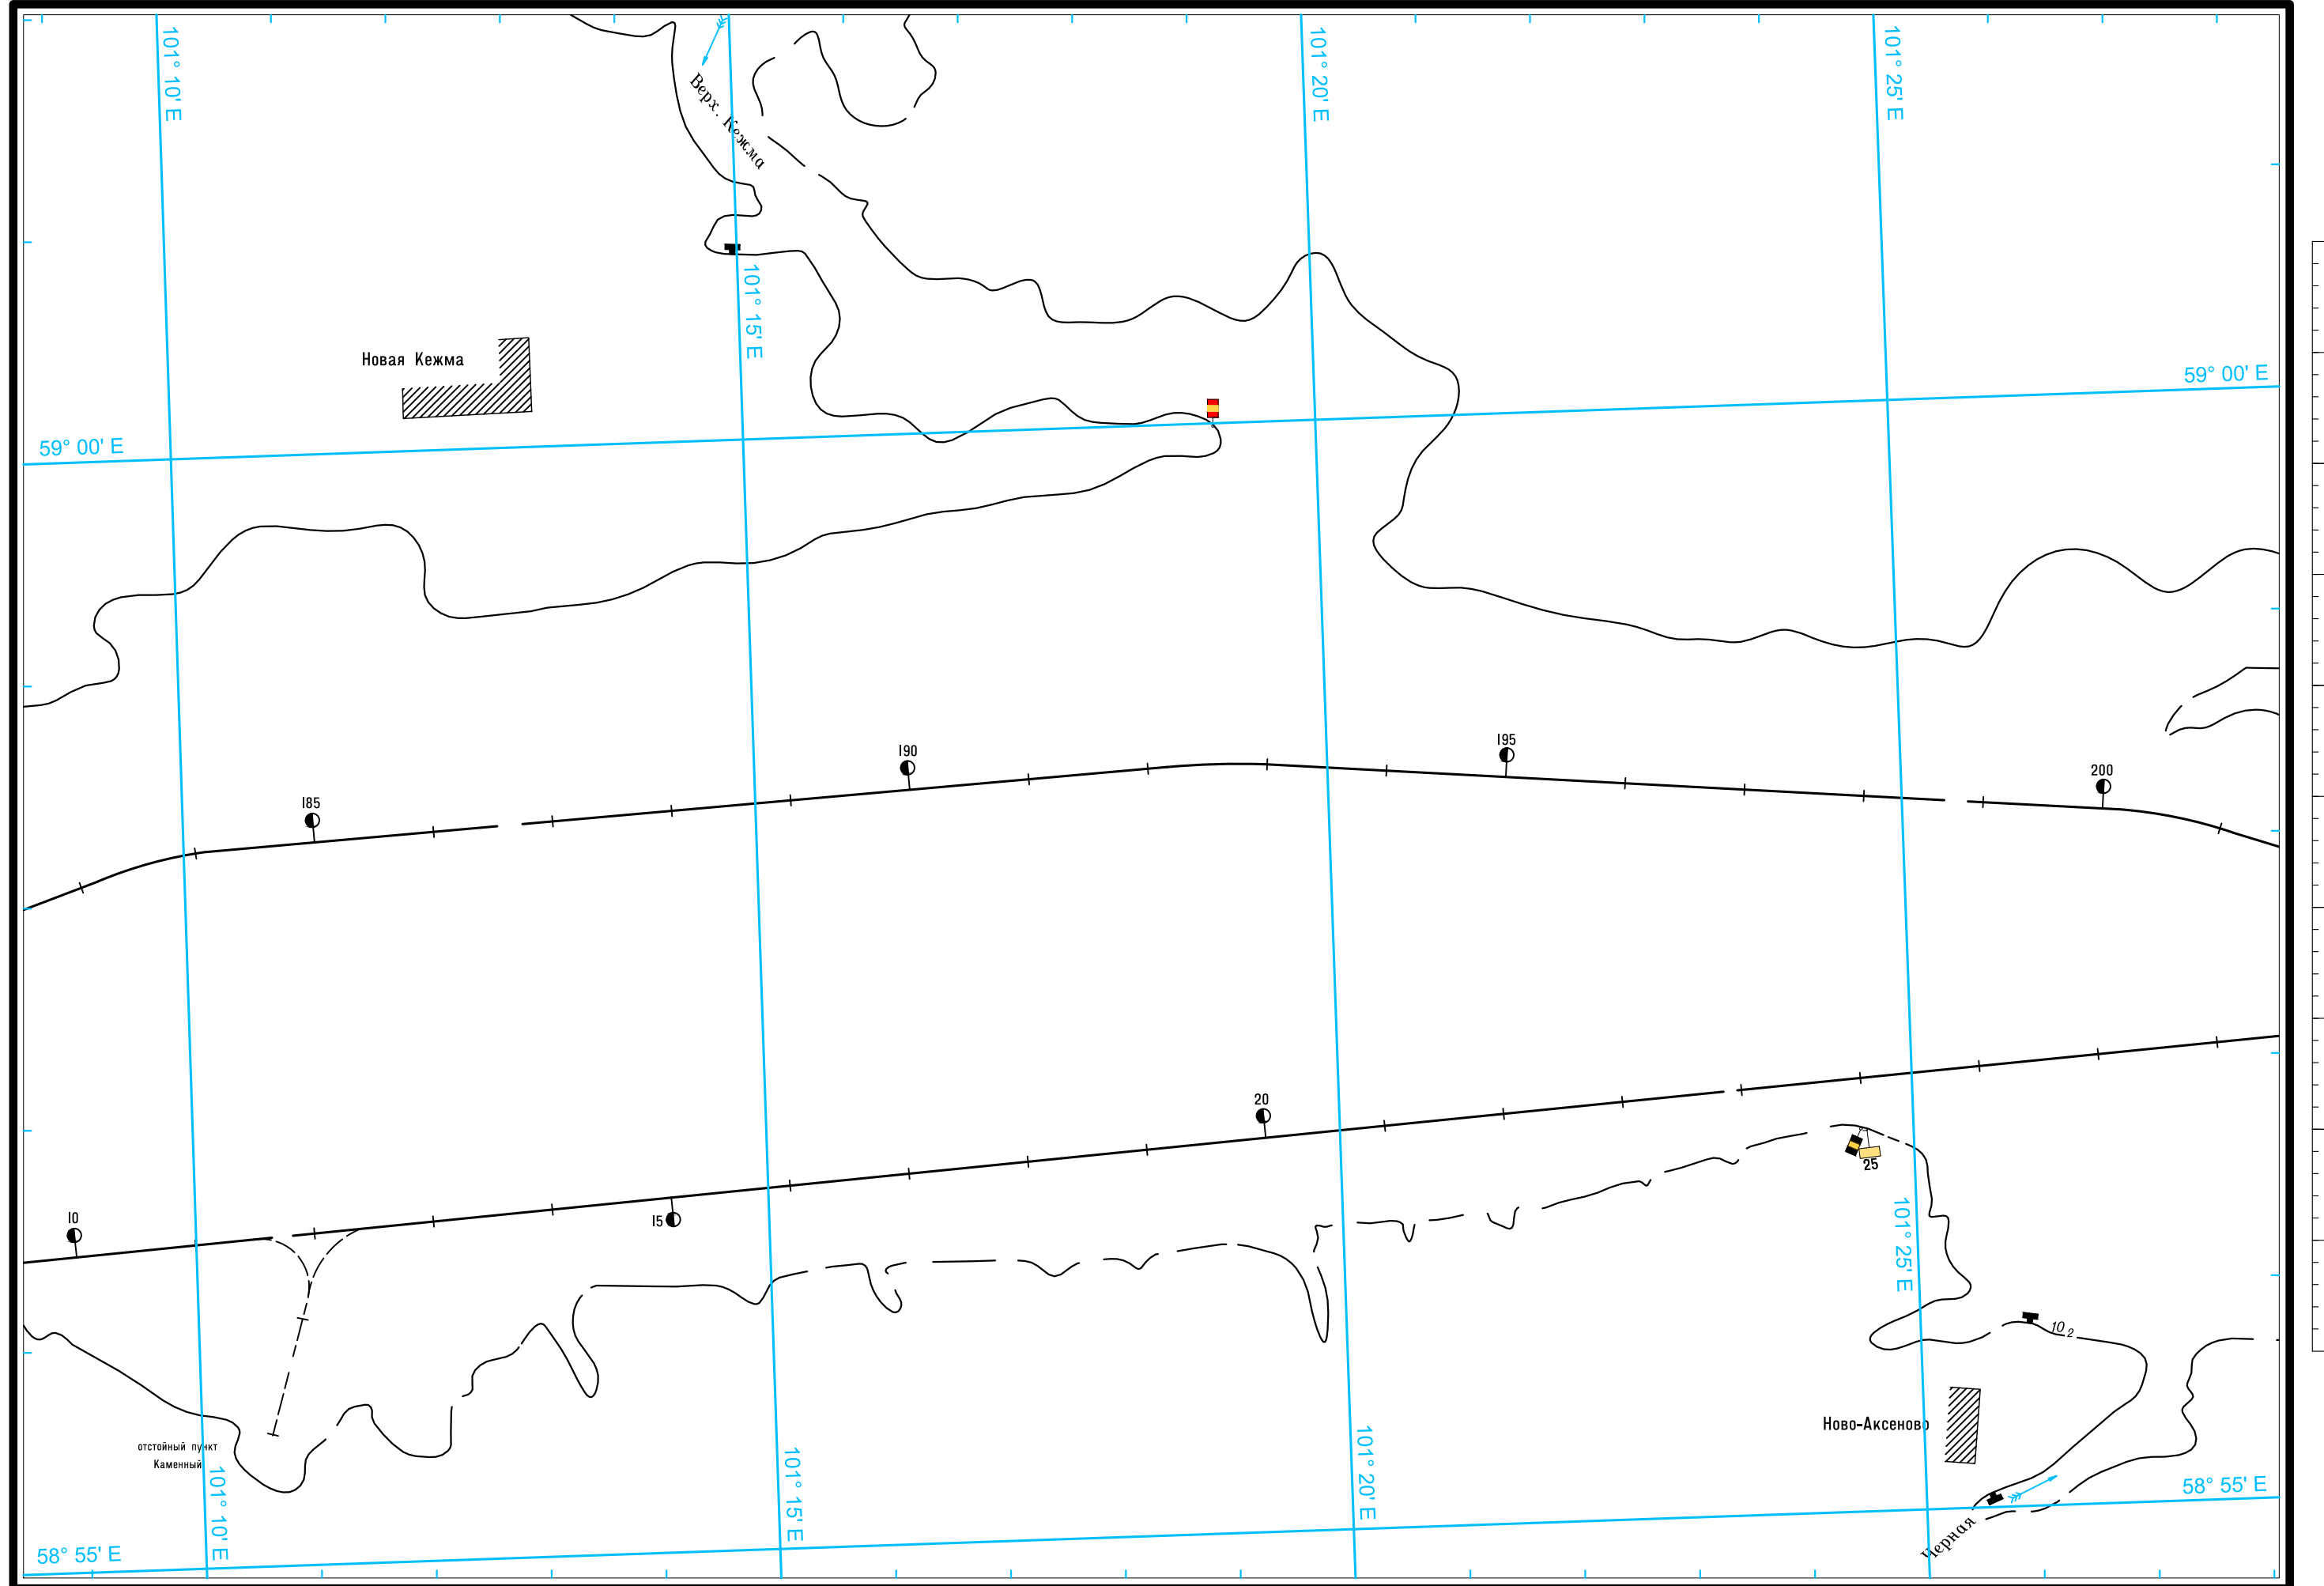 101° 10' E
101° 20' E
101° 25' E
Верх. Кежма
101° 15' E
Новая Кежма
59° 00' E
59° 00' E
I85
I90
I95
200
I0
I5
20
25
101° 25' E
10 2
Ново-Аксеново
отстойный пункт
Каменный
101° 10' E
101° 15' E
101° 20' E
58° 55' E
58° 55' E
Черная